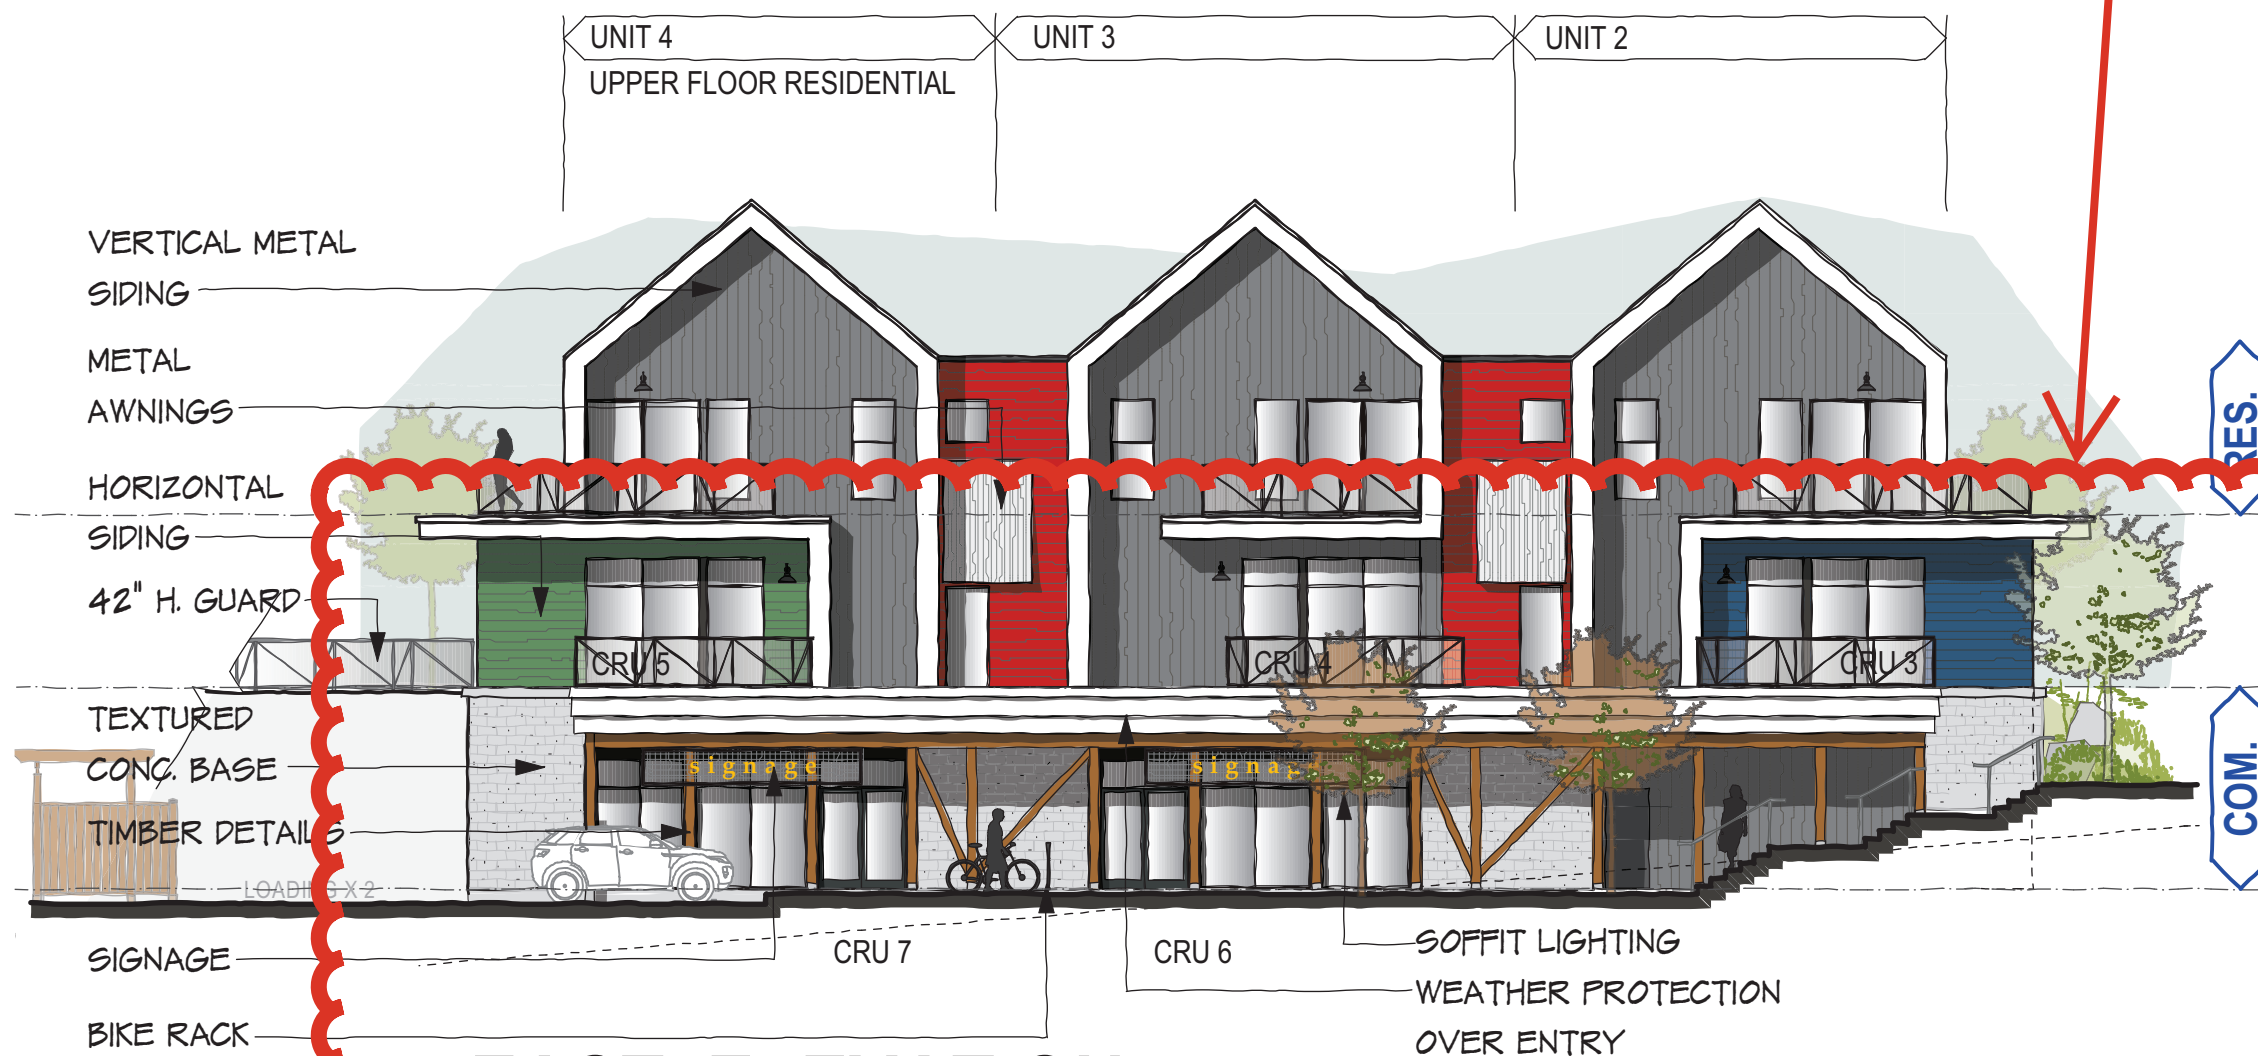 UNIT 4
UNIT 3
UNIT 2
UPPER FLOOR RESIDENTIAL
VERTICAL METAL
SIDING
METAL
AWNINGS
HORIZONTAL
SIDING
42" H. GUARD
TEXTURED
CONC. BASE
TIMBER DETAILS
LOADING X 2
SIGNAGE
BIKE RACK
CRU 5
CRU 4
CRU 3
signage
signag
CRU 7
CRU 6
SOFFIT LIGHTING
WEATHER PROTECTION
OVER ENTRY
RES.
COM.